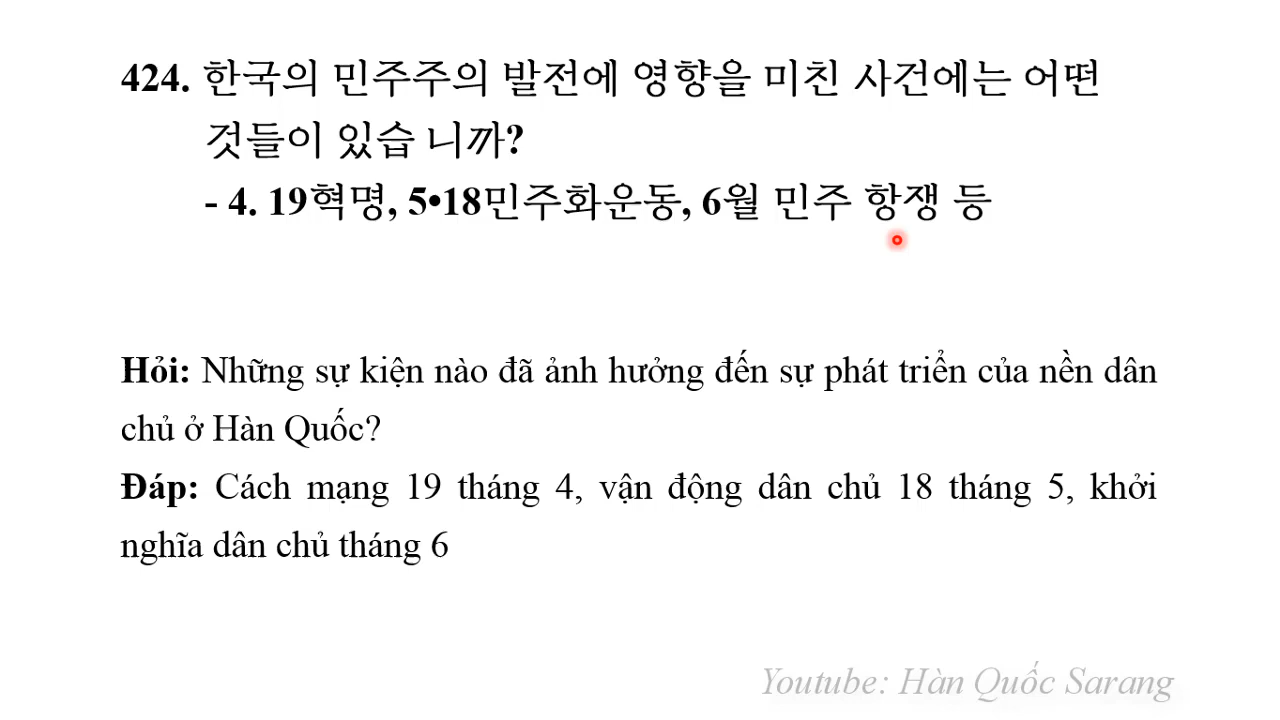 424. 한국의 민주주의 발전에 영향을 미친 사건에는 어떤
것들이 있습 니까?
- 4. 19혁명, 5•18민주화운동, 6월 민주 항쟁 등
Hỏi: Những sự kiện nào đã ảnh hưởng đến sự phát triển của nền dân
chủ ở Hàn Quốc?
Đáp: Cách mạng 19 tháng 4, vận động dân chủ 18 tháng 5, khởi
nghĩa dân chủ tháng 6
Youtube: Hàn Quốc Sarang